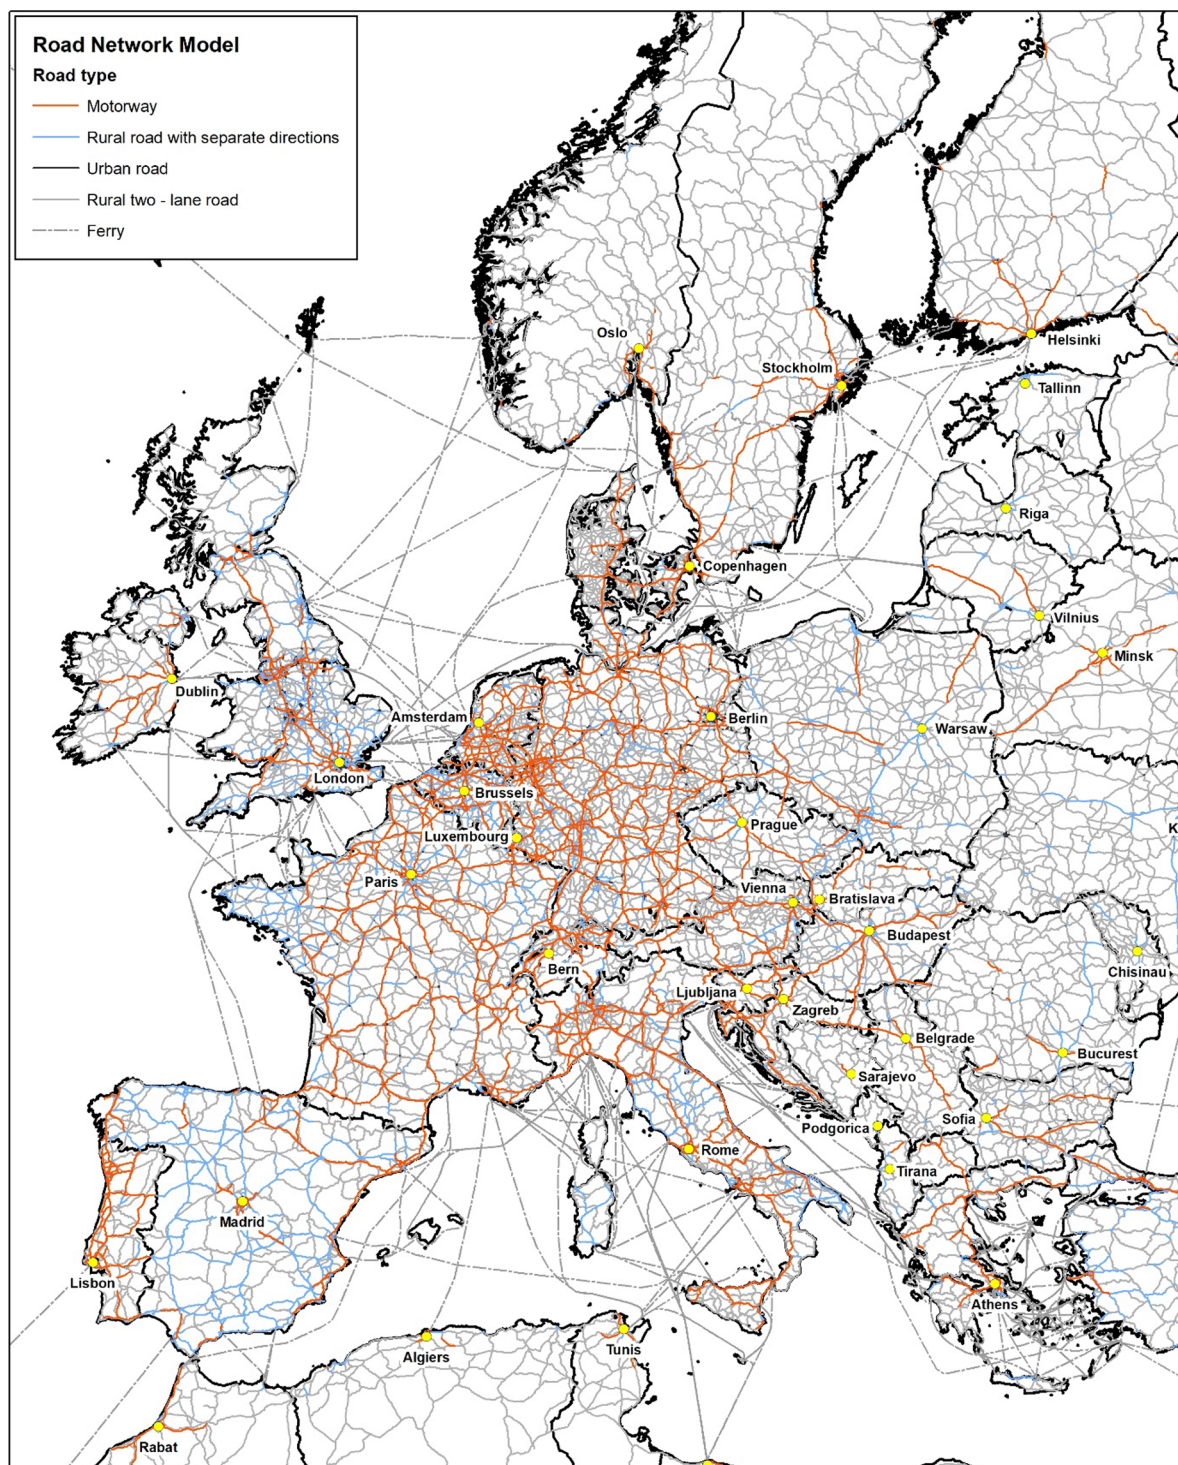 Road Network Model
Road type
Motorway
Rural road with separate directions
Urban road
Rural two - lane road
Ferry
Oslo
Helsinki
Stockholm
Tallinn
Riga
Copenhagen
Vilnius
Minsk
Dublin
Amsterdam
Berlin
Warsaw
London
Brussels
Prague
K
Luxembourg
Paris
Vienna
Bratislava
Budapest
Bern
Chisinau
Ljubljana
Zagreb
Belgrade
Bucurest
Sarajevo
Podgorica
Sofia
Rome
Tirana
Madrid
Lisbon
Athens
Algiers
Tunis
Rabat